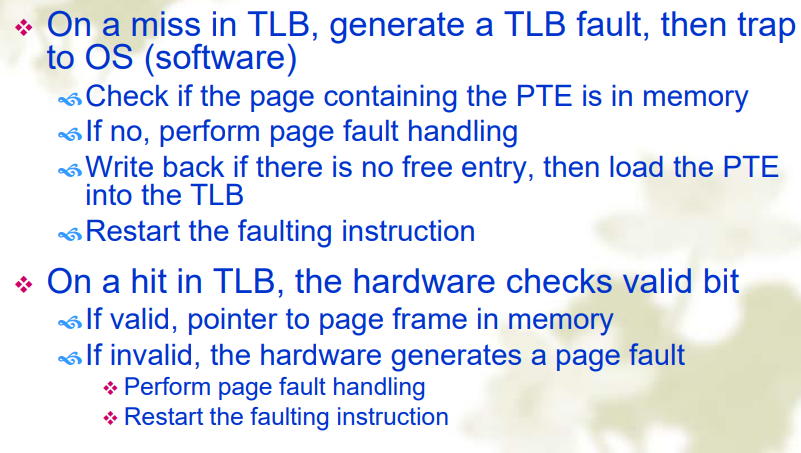 On a miss in TLB, generate a TLB fault, then trap
to OS (software)
Check if the page containing the PTE is in memory
If no, perform page fault handling
Write back if there is no free entry, then load the PTE
into the TLB
Restart the faulting instruction
On a hit in TLB, the hardware checks valid bit
If valid, pointer to page frame in memory
If invalid, the hardware generates a page fault
Perform page fault handling
Restart the faulting instruction